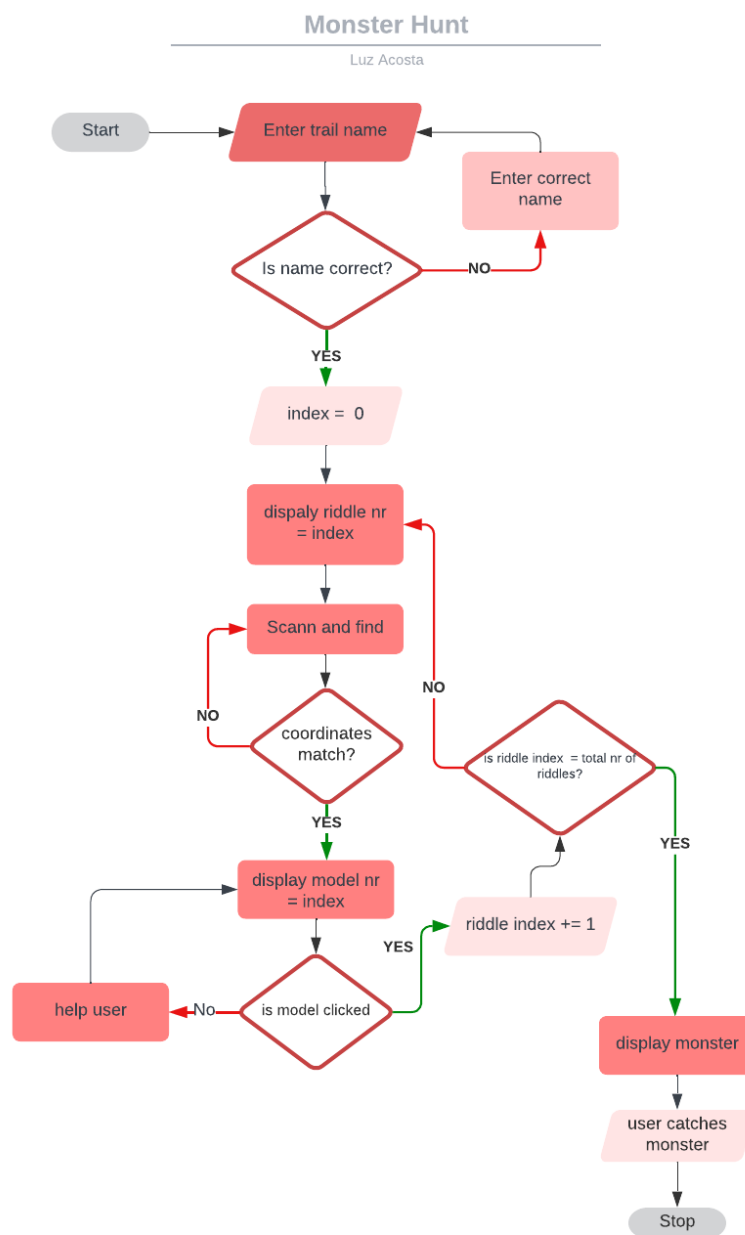 Monster Hunt
Luz Acosta
Start
Enter trail name
Enter correct
name
Is name correct?
NO
YES
index =  0
dispaly riddle nr
= index
Scann and find
NO
NO
coordinates
match?
is riddle index  = total nr of
riddles?
YES
YES
display model nr
= index
riddle index += 1
YES
help user
No
is model clicked
display monster
user catches
monster
Stop